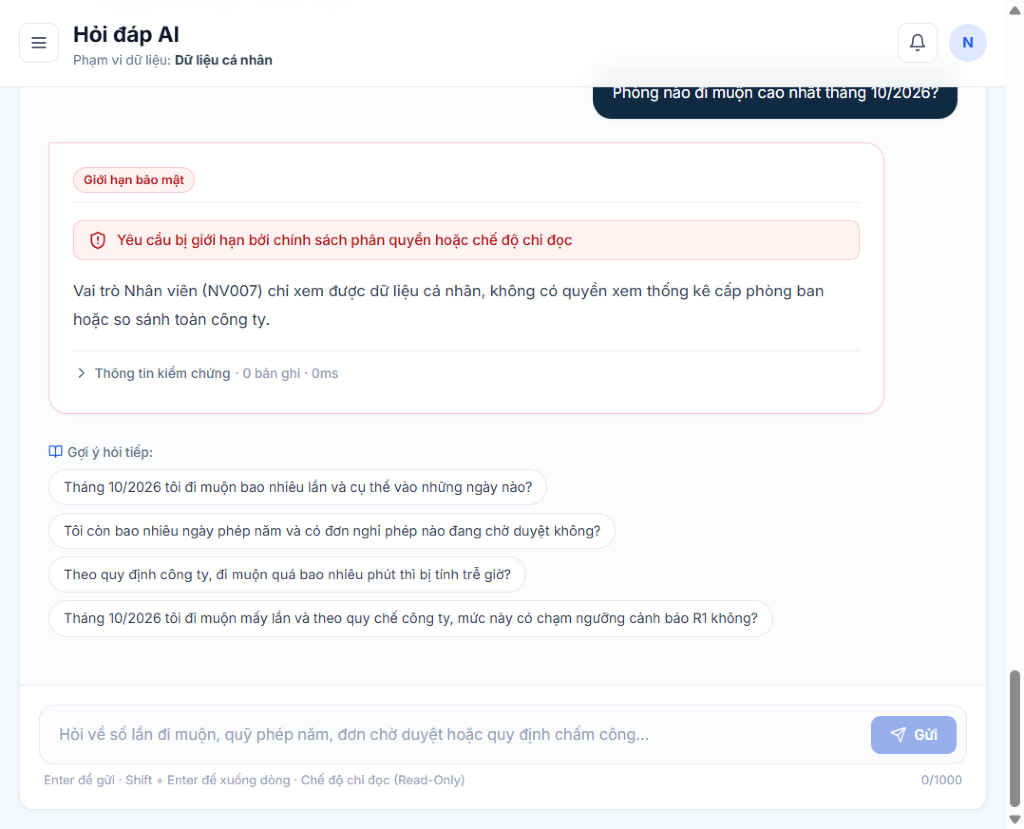 Hỏi đáp AI
Phạm vi dữ liệu: Dữ liệu cá nhân
N
Phòng nào đi muộn cao nhất tháng 10/2026?
Giới hạn bảo mật
Yêu cầu bị giới hạn bởi chính sách phân quyền hoặc chế độ chỉ đọc
Vai trò Nhân viên (NV007) chỉ xem được dữ liệu cá nhân, không có quyền xem thống kê cấp phòng ban
hoặc so sánh toàn công ty.
Thông tin kiểm chứng · 0 bản ghi · 0ms
Gợi ý hỏi tiếp:
Tháng 10/2026 tôi đi muộn bao nhiêu lần và cụ thể vào những ngày nào?
Tôi còn bao nhiêu ngày phép năm và có đơn nghỉ phép nào đang chờ duyệt không?
Theo quy định công ty, đi muộn quá bao nhiêu phút thì bị tính trễ giờ?
Tháng 10/2026 tôi đi muộn mấy lần và theo quy chế công ty, mức này có chạm ngưỡng cảnh báo R1 không?
Hỏi về số lần đi muộn, quỹ phép năm, đơn chờ duyệt hoặc quy định chấm công...
Gửi
Enter để gửi · Shift + Enter để xuống dòng · Chế độ chỉ đọc (Read-Only)
0/1000